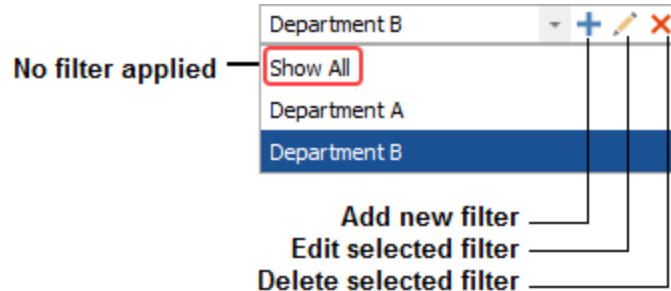 Department B
No filter applied
Show All
Department A
Department B
Add new filter
Edit selected filter
Delete selected filter